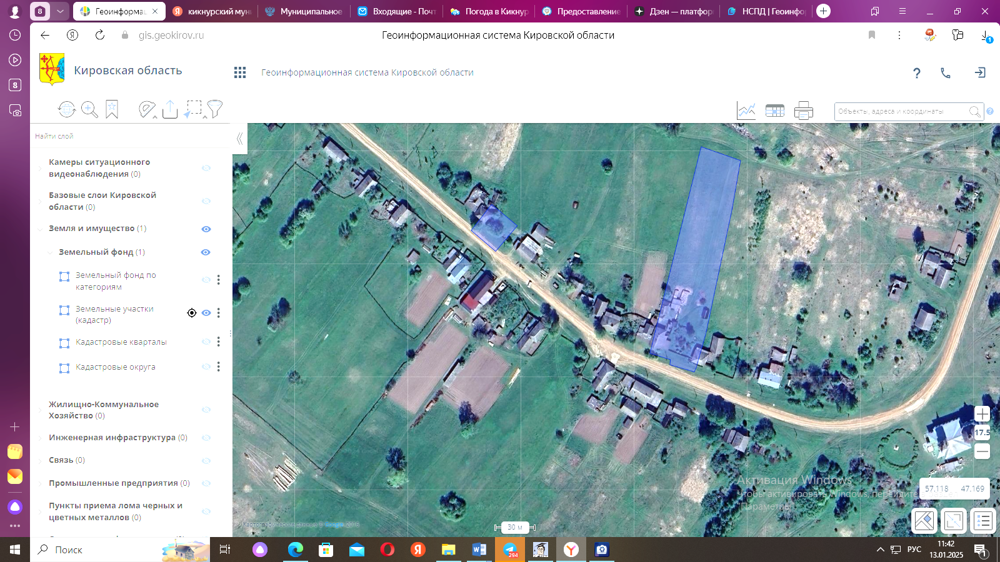 8
Геоинформац
кикнурский мун
Муниципальное
Входящие - Почт
Погода в Кикнур
Предоставление
Дзен — платфор
НСПД | Геоинфо
gis.geokirov.ru
Геоинформационная система Кировской области
1
8
Кировская область
Геоинформационная система Кировской области
?
Объекты, адреса и координаты
?
Найти слой
Камеры ситуационного
видеонаблюдения (0)
Базовые слои Кировской
области (0)
Земля и имущество (1)
Земельный фонд (1)
Земельный фонд по
категориям
Земельные участки
(кадастр)
Кадастровые кварталы
Кадастровые округа
Жилищно-Коммунальное
Хозяйство (0)
Инженерная инфраструктура (0)
Связь (0)
Промышленные предприятия (0)
Пункты приема лома черных и
цветных металлов (0)
17.5
Активация Windows
Чтобы активировать Windows, перейдите в раздел
"Параметры".
57.118 47.169
Картографические данные © Google, 2016
30 м
Поиск
294
РУС
11:42
13.01.2025
1